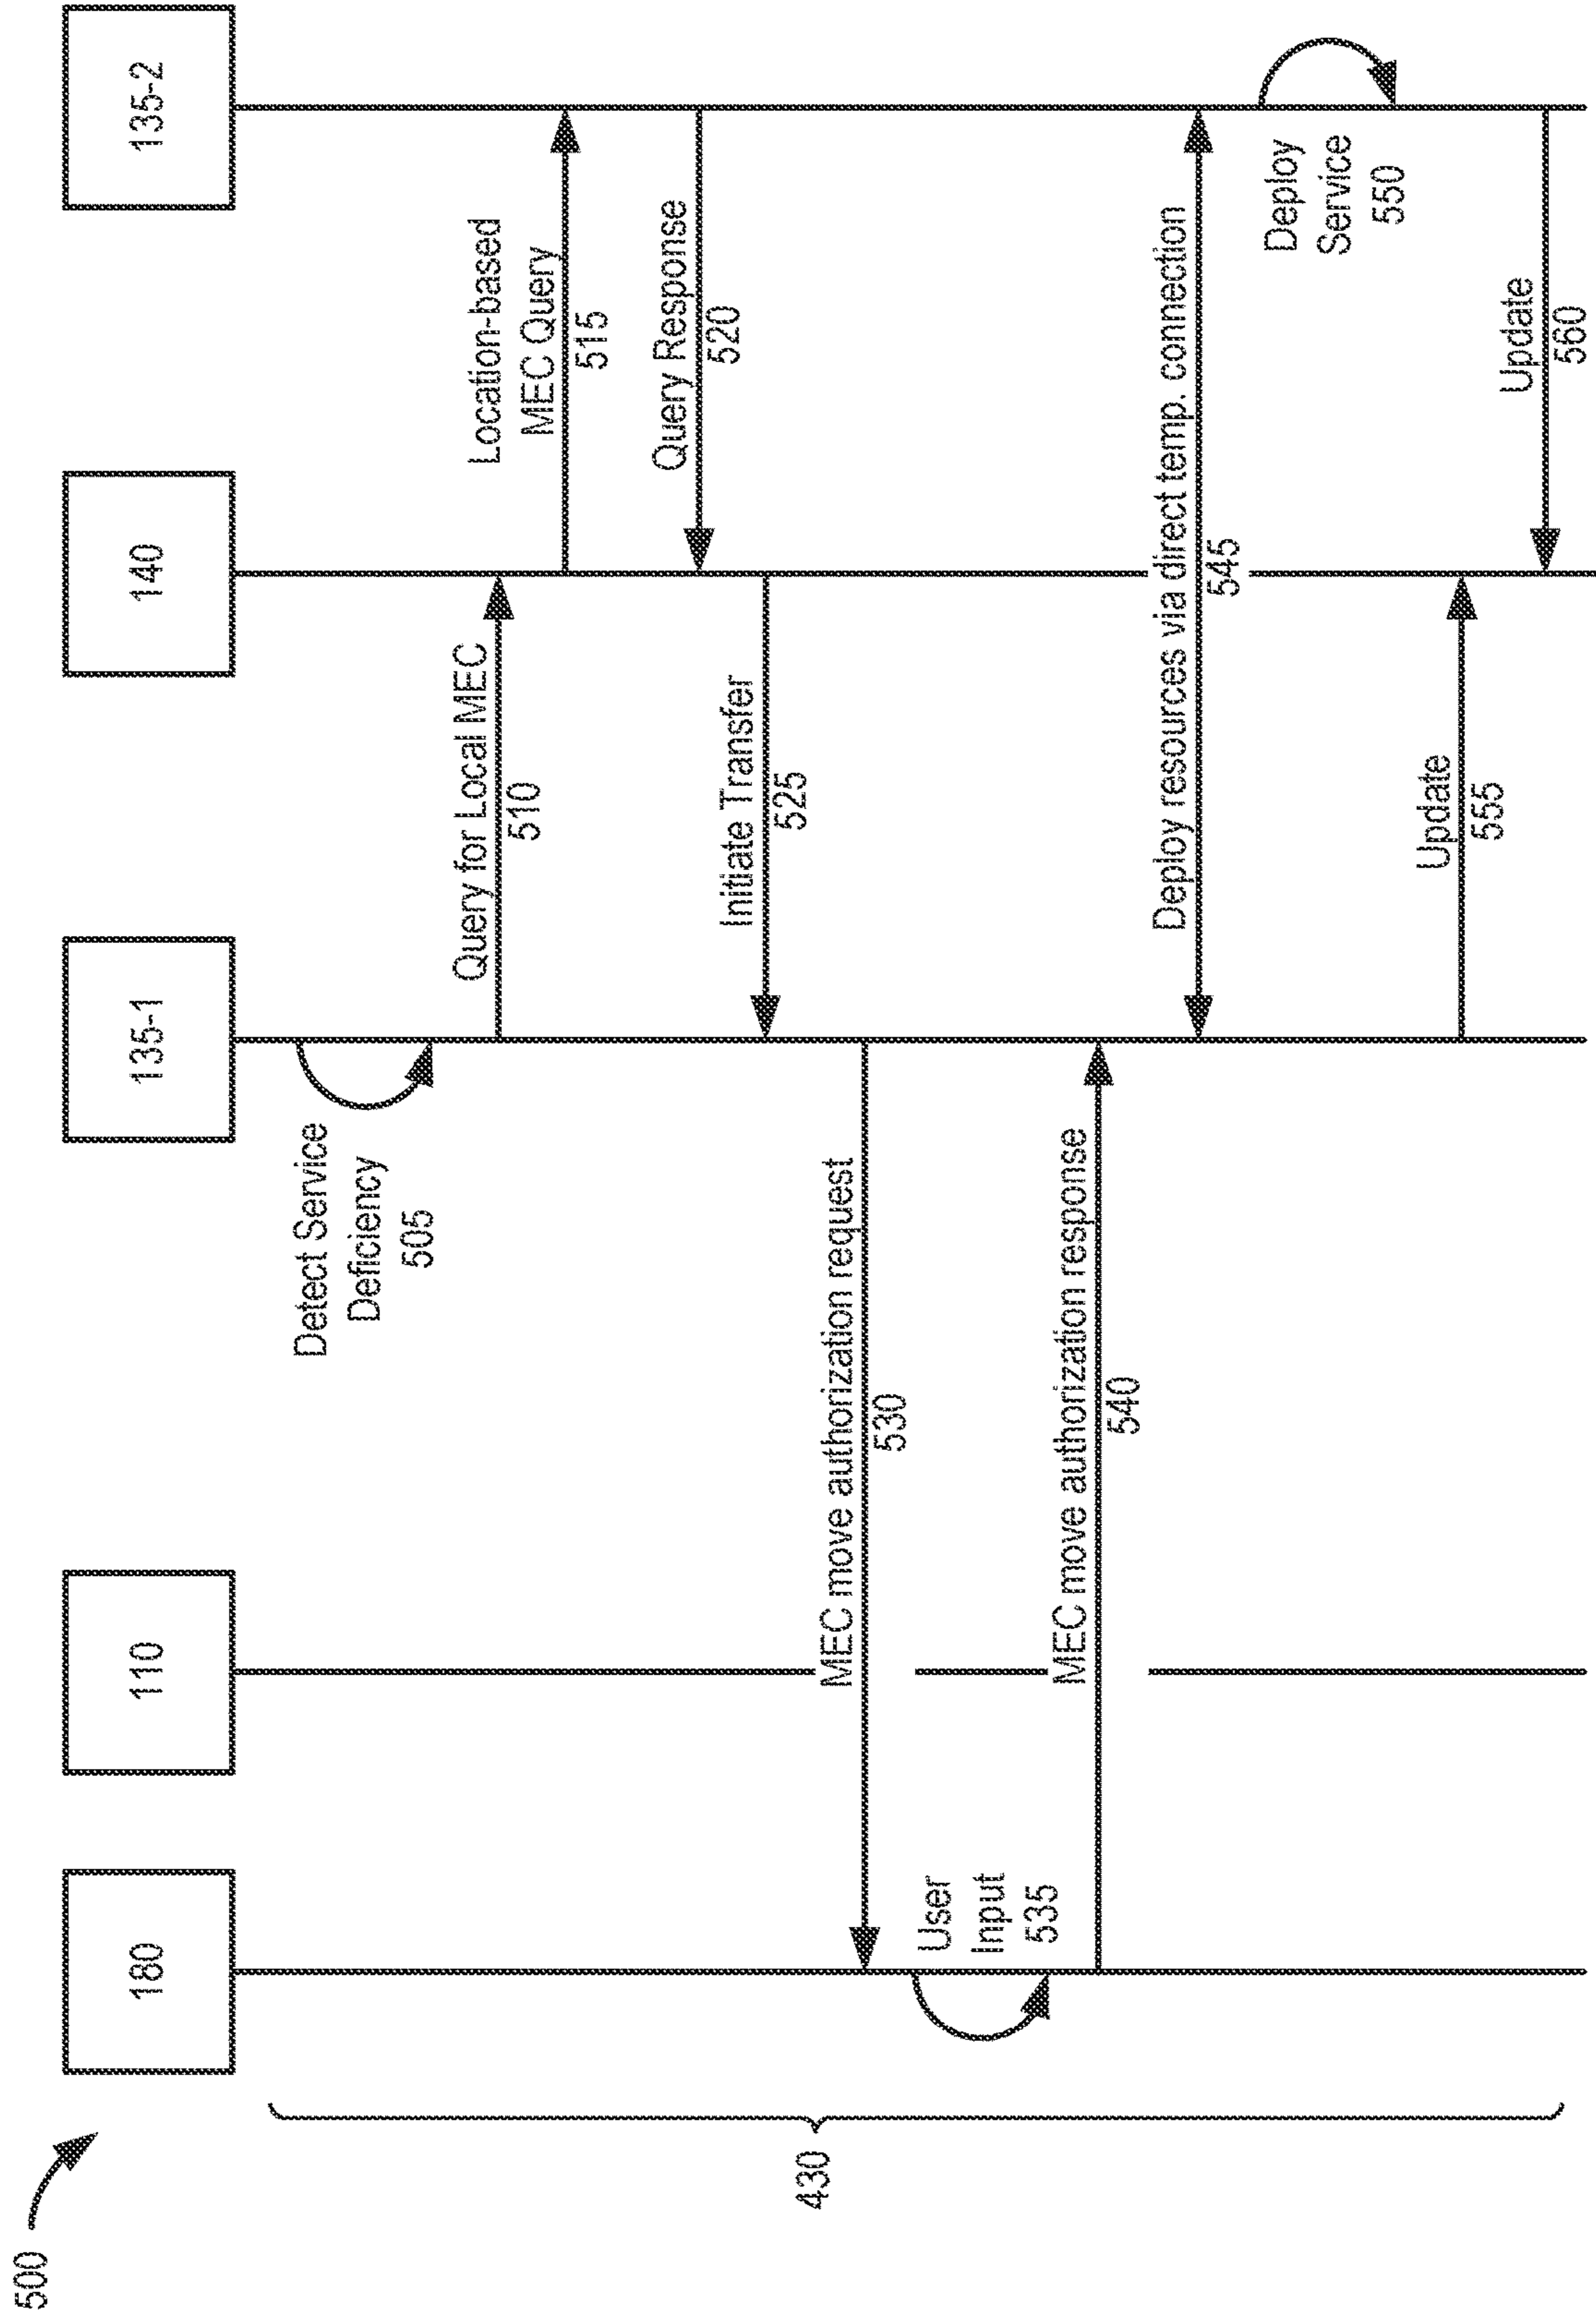 500
180
110
135-1
140
135-2
430
Detect Service
Deficiency
505
Query for Local MEC
510
Location-based
MEC Query
515
Query Response
520
Initiate Transfer
525
MEC move authorization request
530
User
Input
535
MEC move authorization response
540
Deploy resources via direct temp. connection
545
Deploy
Service
550
Update
555
Update
560